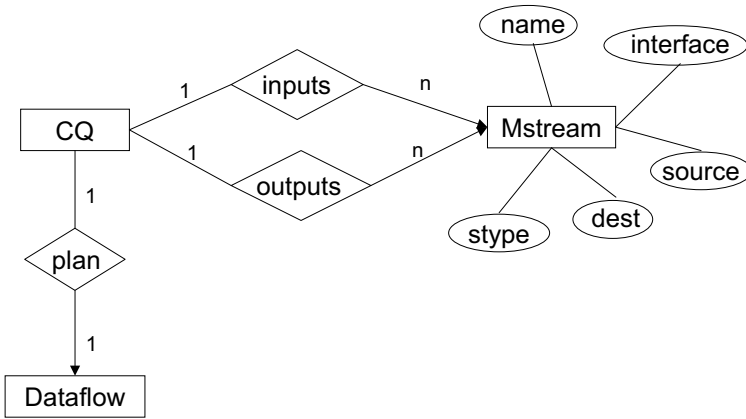 name
interface
inputs
1
n
CQ
Mstream
1
n
outputs
source
dest
stype
1
plan
1
Dataflow